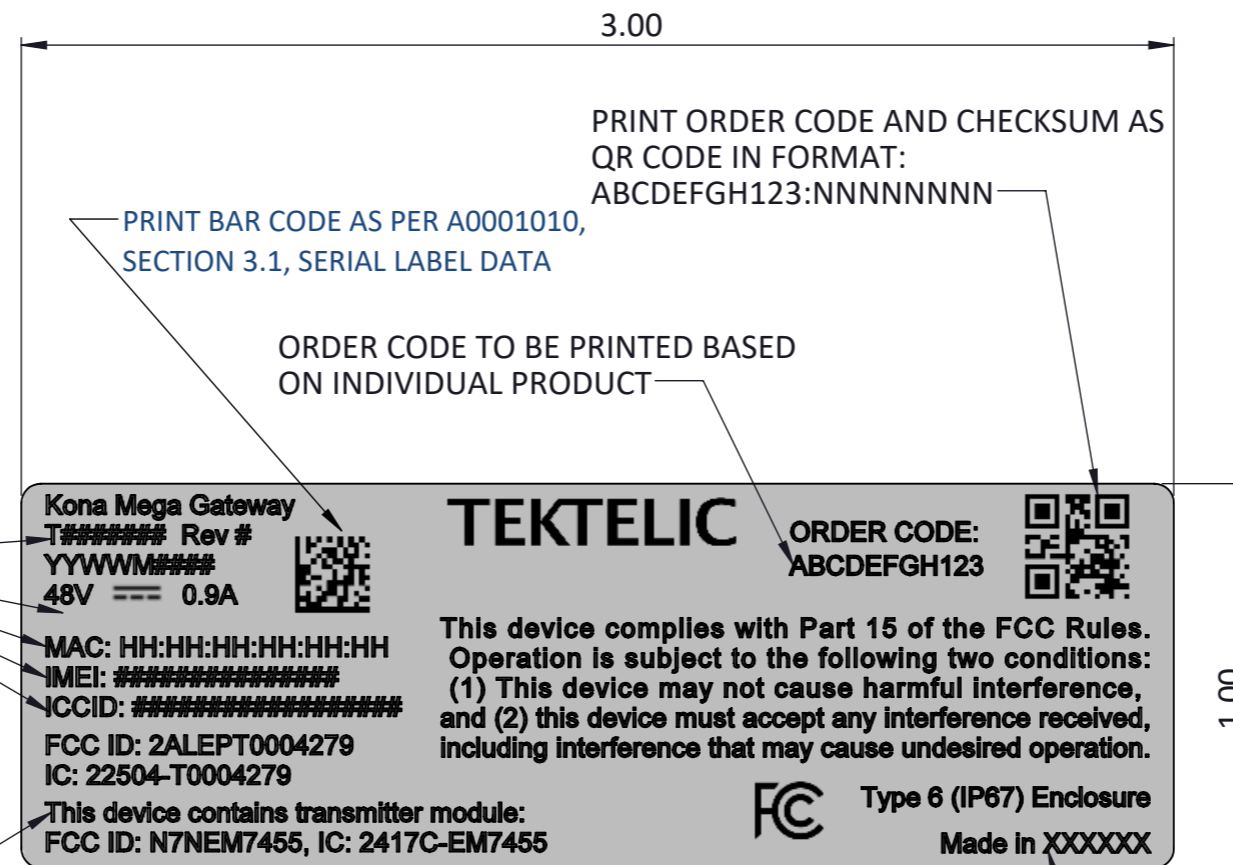 3.00
PRINT ORDER CODE AND CHECKSUM AS
QR CODE IN FORMAT:
ABCDEFGH123:NNNNNNNN
PRINT BAR CODE AS PER A0001010,
SECTION 3.1, SERIAL LABEL DATA
ORDER CODE TO BE PRINTED BASED
ON INDIVIDUAL PRODUCT
Kona Mega Gateway
T####### Rev #
YYWWM####
48V 0.9A
MAC: HH:HH:HH:HH:HH:HH
IMEI: ###############
ICCID: ##################
FCC ID: 2ALEPT0004279
IC: 22504-T0004279
This device contains transmitter module:
FCC ID: N7NEM7455, IC: 2417C-EM7455
TEKTELIC
ORDER CODE:
ABCDEFGH123
This device complies with Part 15 of the FCC Rules.
Operation is subject to the following two conditions:
(1) This device may not cause harmful interference,
and (2) this device must accept any interference received,
including interference that may cause undesired operation.
FC
Type 6 (IP67) Enclosure
Made in XXXXXX
1.00